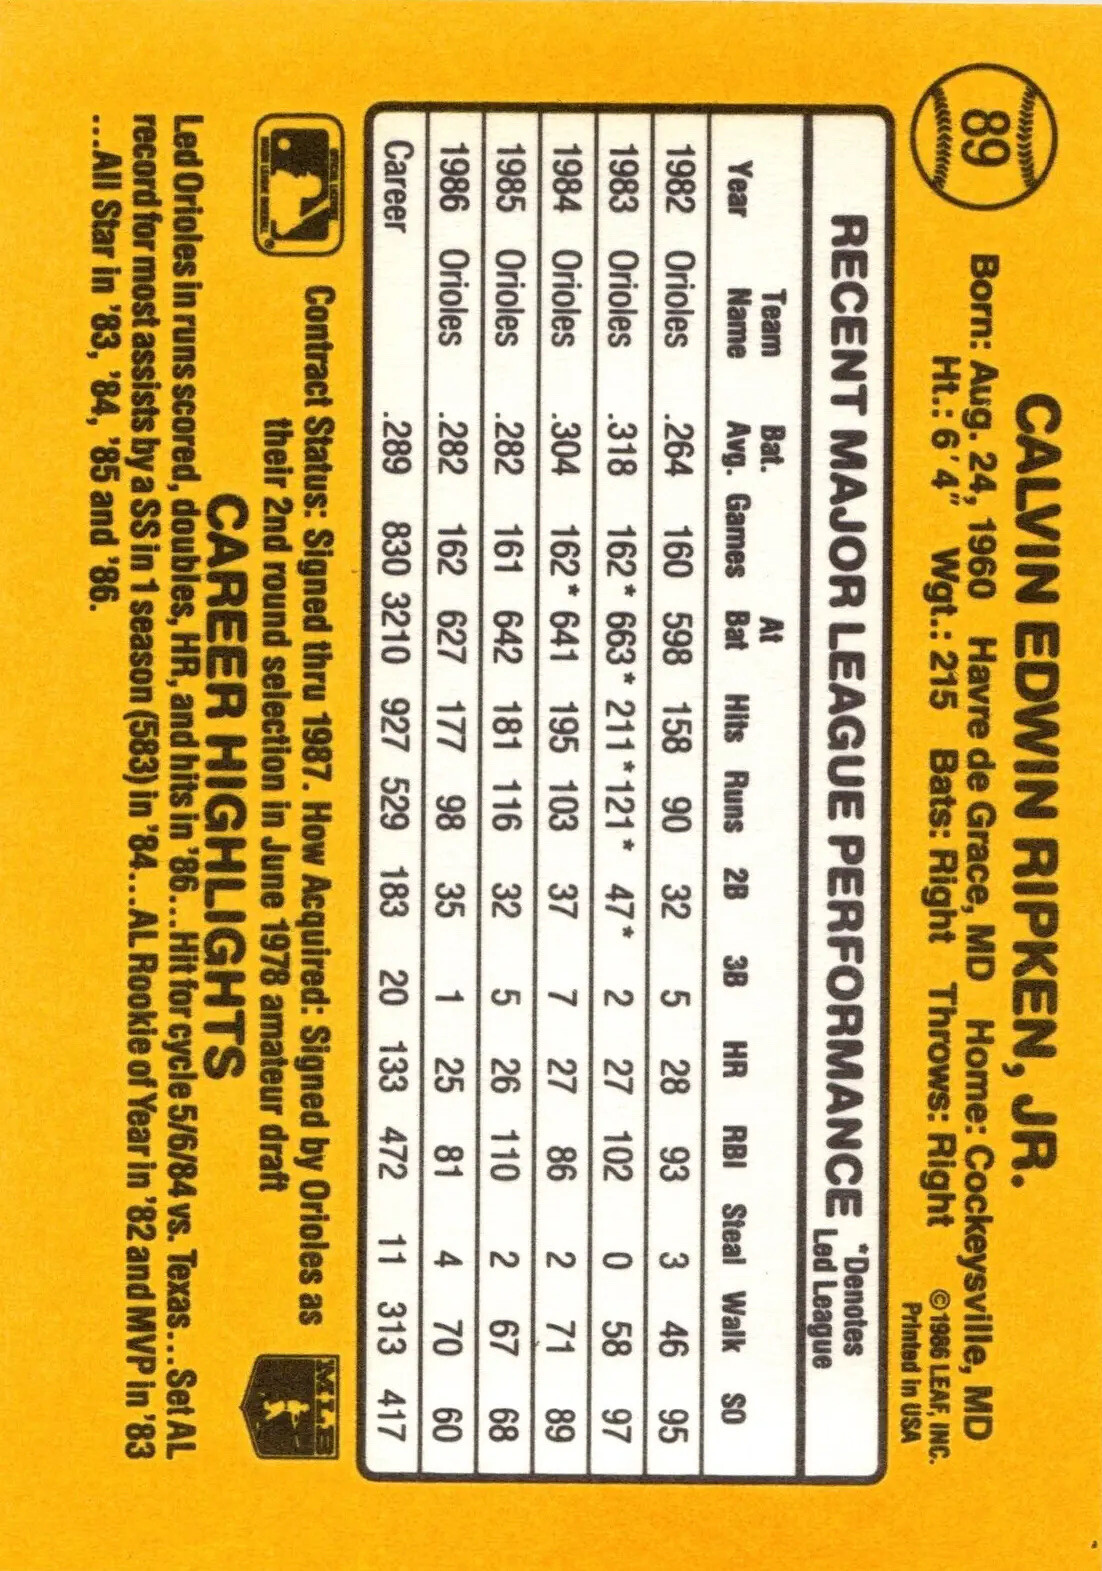 89
CALVIN EDWIN RIPKEN, JR.
Born: Aug. 24, 1960 Havre de Grace, MD Home: Cockeysville, MD
Ht.: 6'4" Wgt.: 215 Bats: Right Throws: Right
©1986 LEAF, INC.
Printed in USA
RECENT MAJOR LEAGUE PERFORMANCE
*Denotes
Led League
Year Team Name Bat. Avg. Games At Bat Hits Runs 2B 3B HR RBI Steal Walk SO
1982 Orioles .264 160 598 158 90 32 5 28 93 3 46 95
1983 Orioles .318 162* 663* 211* 121* 47* 2 27 102 0 58 97
1984 Orioles .304 162* 641 195 103 37 7 27 86 2 71 89
1985 Orioles .282 161 642 181 116 32 5 26 110 2 67 68
1986 Orioles .282 162 627 177 98 35 1 25 81 4 70 60
Career .289 830 3210 927 529 183 20 133 472 11 313 417
Contract Status: Signed thru 1987. How Acquired: Signed by Orioles as
their 2nd round selection in June 1978 amateur draft
MLB
CAREER HIGHLIGHTS
Led Orioles in runs scored, doubles, HR, and hits in '86...Hit for cycle 5/6/84 vs. Texas...Set AL
record for most assists by a SS in 1 season (583) in '84...AL Rookie of Year in '82 and MVP in '83
...All Star in '83, '84, '85 and '86.